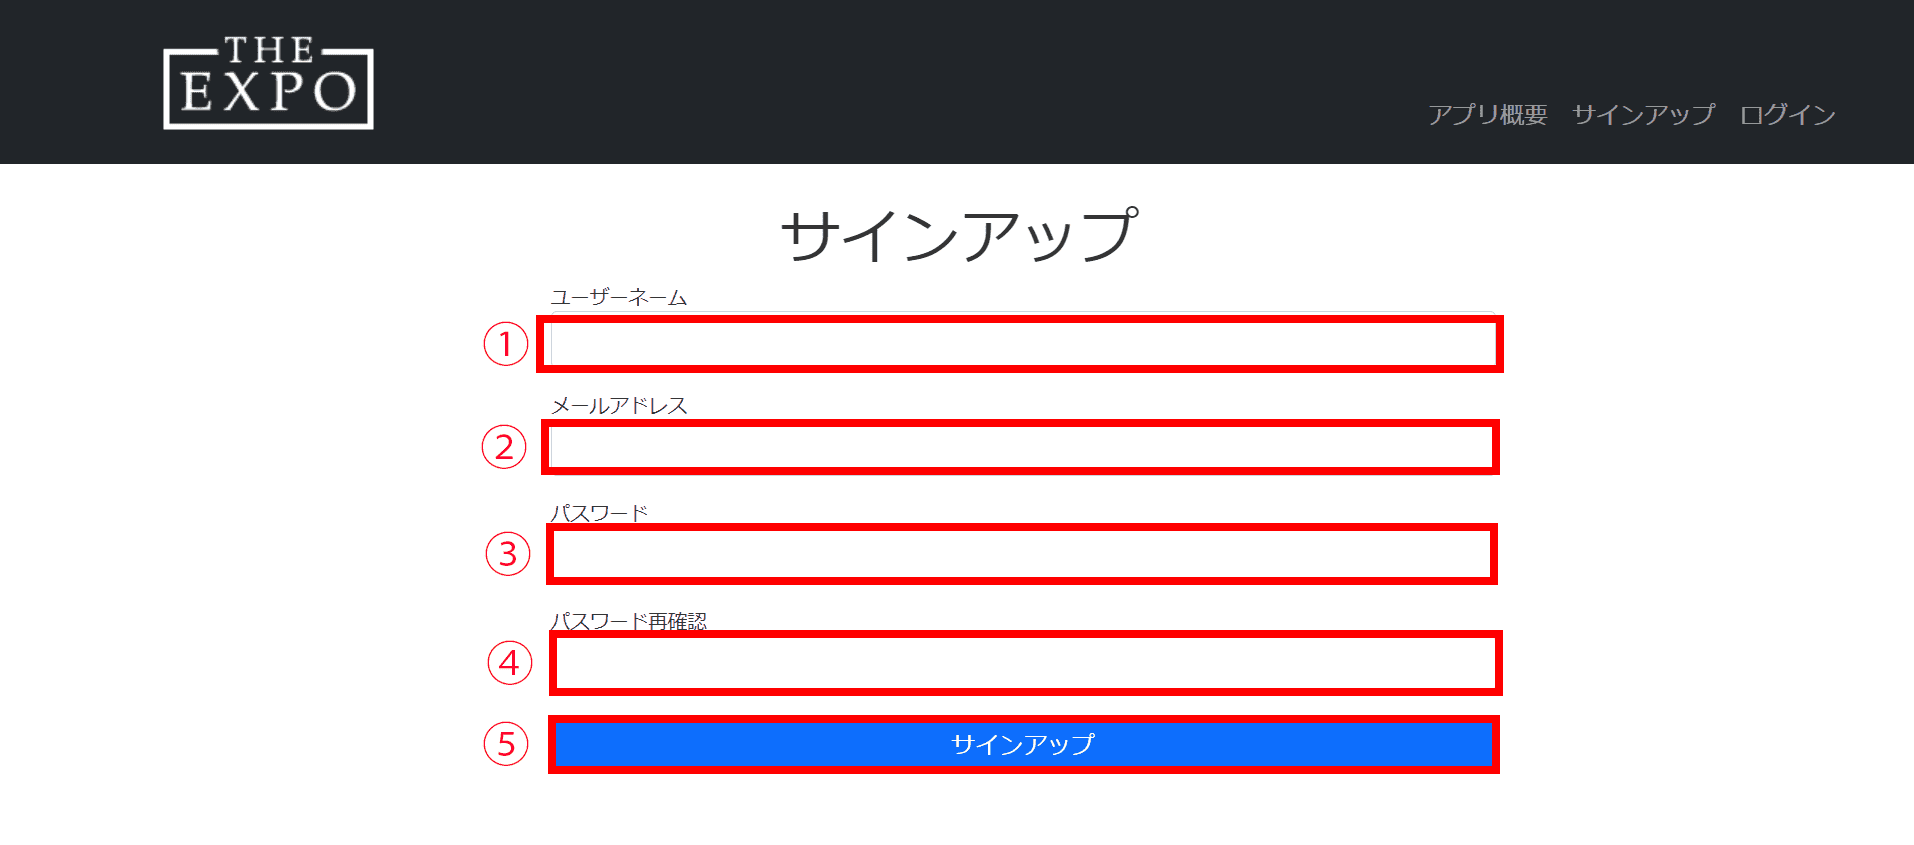 THE
EXPO
アプリ概要 サインアップ ログイン
サインアップ
ユーザーネーム
①
メールアドレス
②
パスワード
③
パスワード再確認
④
⑤ サインアップ